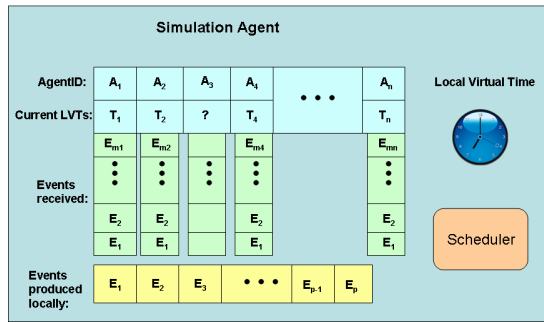 Simulation Agent
AgentID: A1 A2 A3 A4 • • • An
Local Virtual Time
Current LVTs: T1 T2 ? T4 Tn
Em1 Em2 Em4 Emn
Events
received:
E2 E2 E2 E2
E1 E1 E1 E1
Scheduler
Events
produced
locally:
E1 E2 E3 • • • Ep-1 Ep